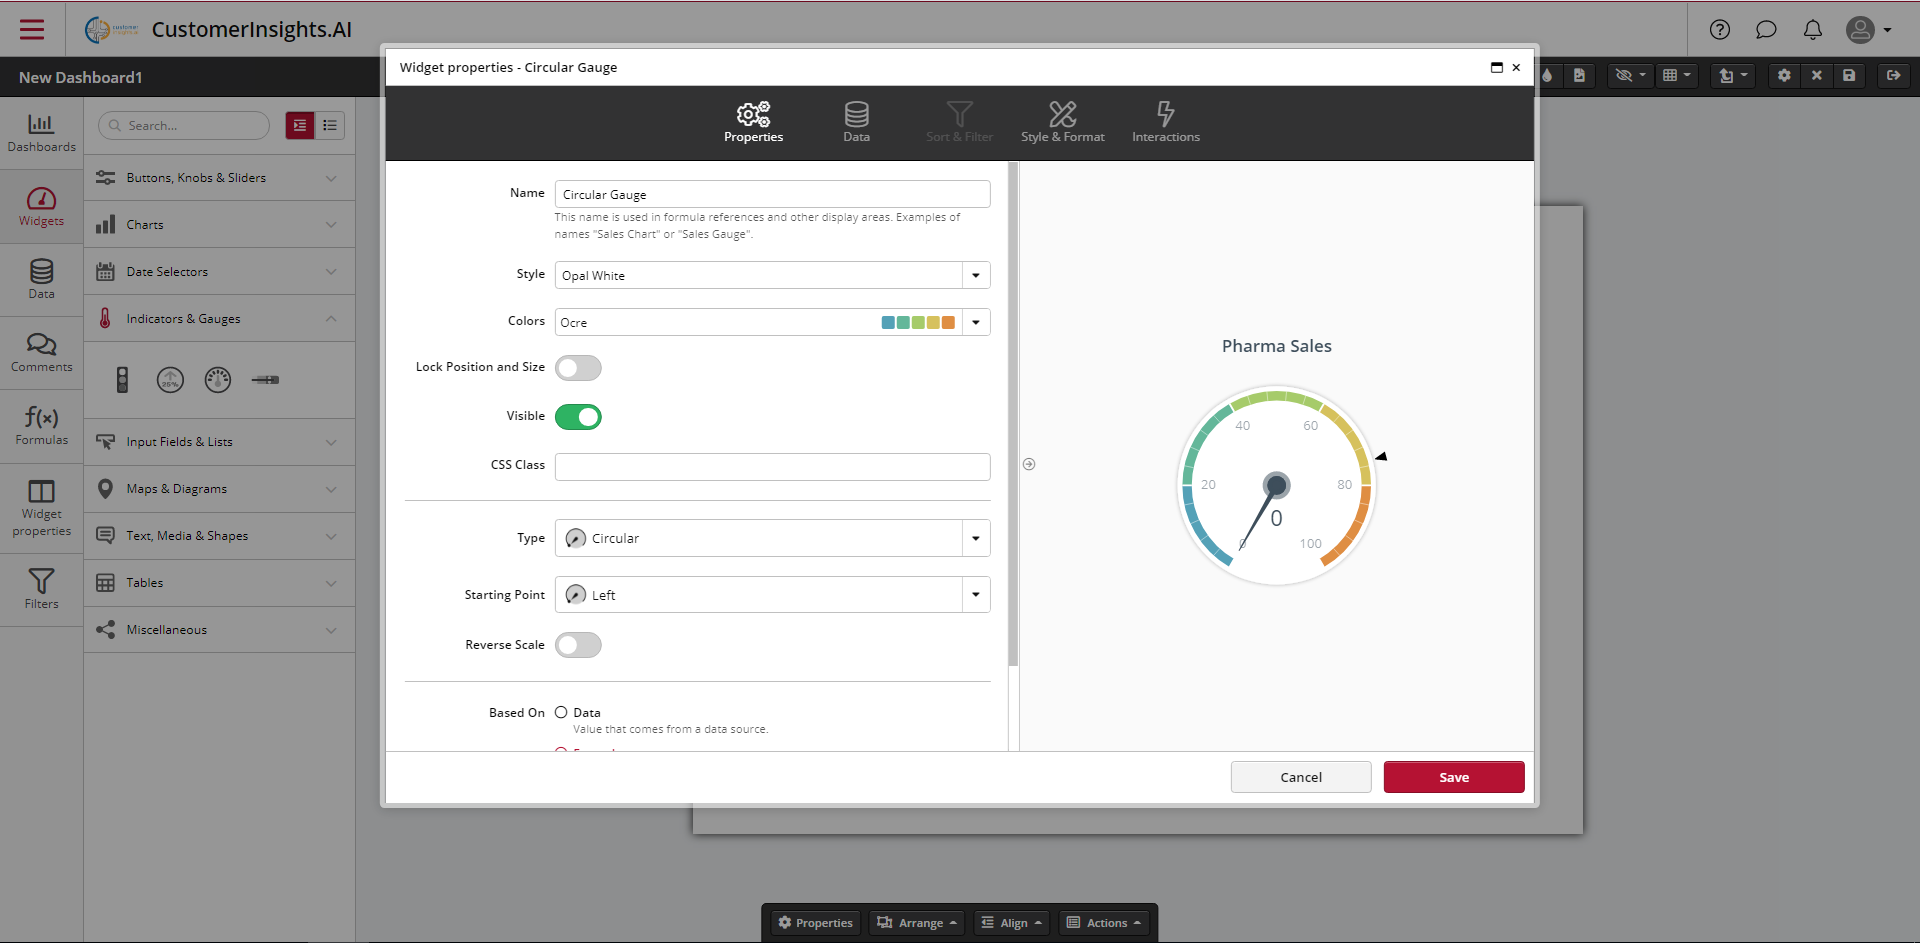 CustomerInsights.AI
New Dashboard1
Widget properties - Circular Gauge
Properties
Data
Sort & Filter
Style & Format
Interactions
Dashboards
Widgets
Data
Comments
f(x)
Formulas
Widget
properties
Filters
Search...
Buttons, Knobs & Sliders
Charts
Date Selectors
Indicators & Gauges
25%
Input Fields & Lists
Maps & Diagrams
Text, Media & Shapes
Tables
Miscellaneous
Name
Circular Gauge
This name is used in formula references and other display areas. Examples of
names "Sales Chart" or "Sales Gauge".
Style
Opal White
Colors
Ocre
Lock Position and Size
Visible
CSS Class
Type
Circular
Starting Point
Left
Reverse Scale
Based On
Data
Value that comes from a data source.
Pharma Sales
40
60
20
80
0
0
100
Cancel
Save
Properties
Arrange
Align
Actions